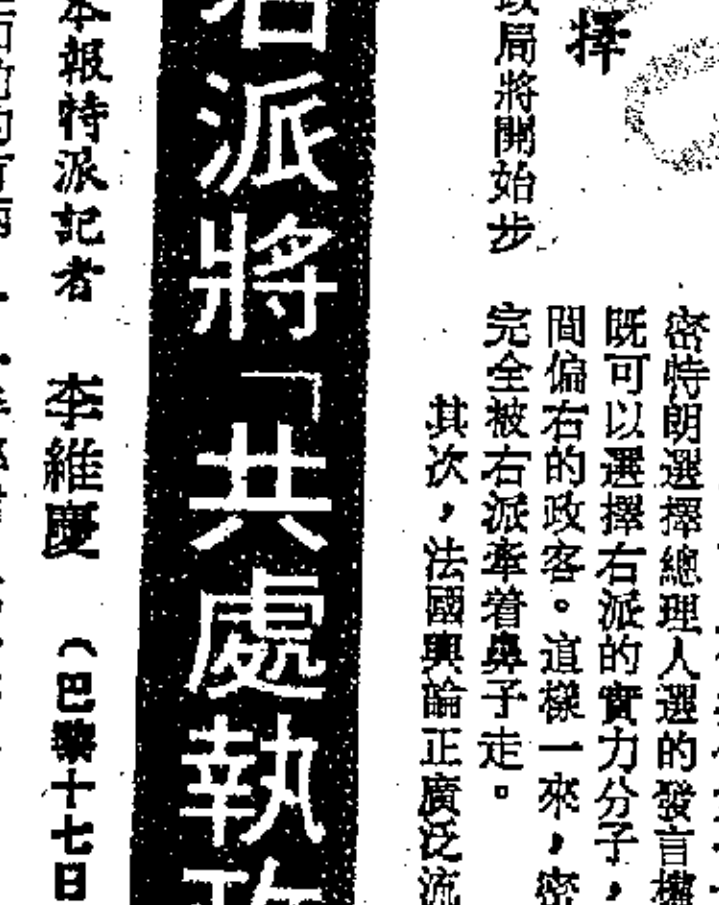 擇
密特朗選擇總理人選的發言權
既可以選擇右派的實力分子，
間偏右的政客。這樣一來，密
完全被右派牽着鼻子走。
其次，法國輿論正廣泛流
政局將開始步
右派將「共處執政
本報特派記者　李維慶　（巴黎十七日